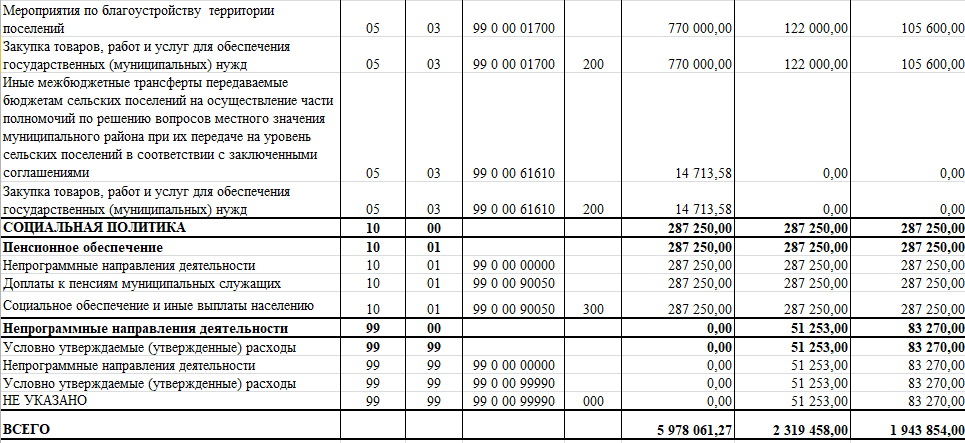 Мероприятия по благоустройству территории
поселений 05 03 99 0 00 01700 770 000,00 122 000,00 105 600,00
Закупка товаров, работ и услуг для обеспечения
государственных (муниципальных) нужд 05 03 99 0 00 01700 200 770 000,00 122 000,00 105 600,00
Иные межбюджетные трансферты передаваемые
бюджетам сельских поселений на осуществление части
полномочий по решению вопросов местного значения
муниципального района при их передаче на уровень
сельских поселений в соответствии с заключенными
соглашениями 05 03 99 0 00 61610 14 713,58 0,00 0,00
Закупка товаров, работ и услуг для обеспечения
государственных (муниципальных) нужд 05 03 99 0 00 61610 200 14 713,58 0,00 0,00
СОЦИАЛЬНАЯ ПОЛИТИКА 10 00 287 250,00 287 250,00 287 250,00
Пенсионное обеспечение 10 01 287 250,00 287 250,00 287 250,00
Непрограммные направления деятельности 10 01 99 0 00 00000 287 250,00 287 250,00 287 250,00
Доплаты к пенсиям муниципальных служащих 10 01 99 0 00 90050 287 250,00 287 250,00 287 250,00
Социальное обеспечение и иные выплаты населению 10 01 99 0 00 90050 300 287 250,00 287 250,00 287 250,00
Непрограммные направления деятельности 99 00 0,00 51 253,00 83 270,00
Условно утверждаемые (утвержденные) расходы 99 99 0,00 51 253,00 83 270,00
Непрограммные направления деятельности 99 99 99 0 00 00000 0,00 51 253,00 83 270,00
Условно утверждаемые (утвержденные) расходы 99 99 99 0 00 99990 0,00 51 253,00 83 270,00
НЕ УКАЗАНО 99 99 99 0 00 99990 000 0,00 51 253,00 83 270,00
ВСЕГО 5 978 061,27 2 319 458,00 1 943 854,00